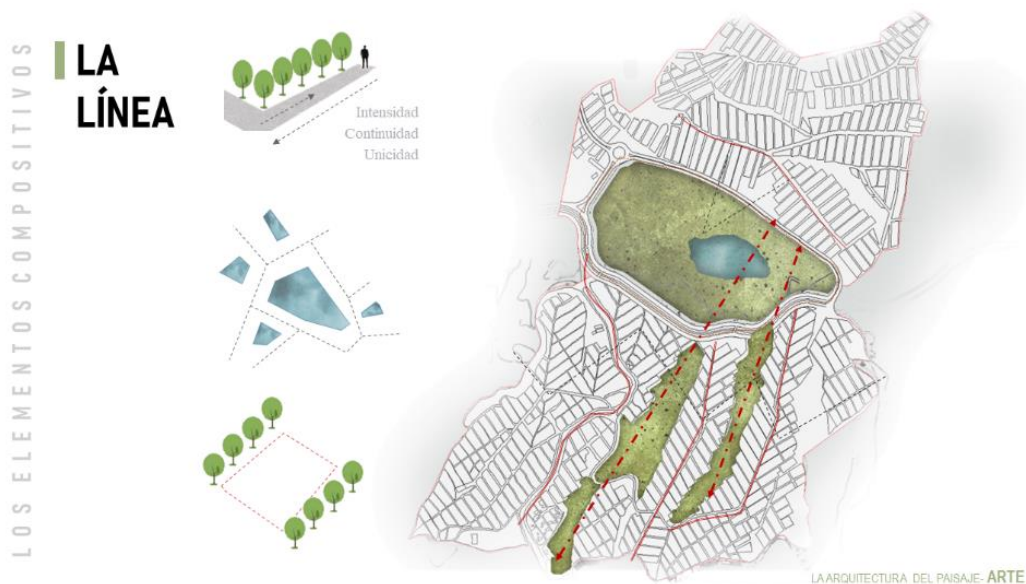 LOS ELEMENTOS COMPOSITIVOS
LA
LÍNEA
Intensidad
Continuidad
Unicidad
LA ARQUITECTURA DEL PAISAJE- ARTE